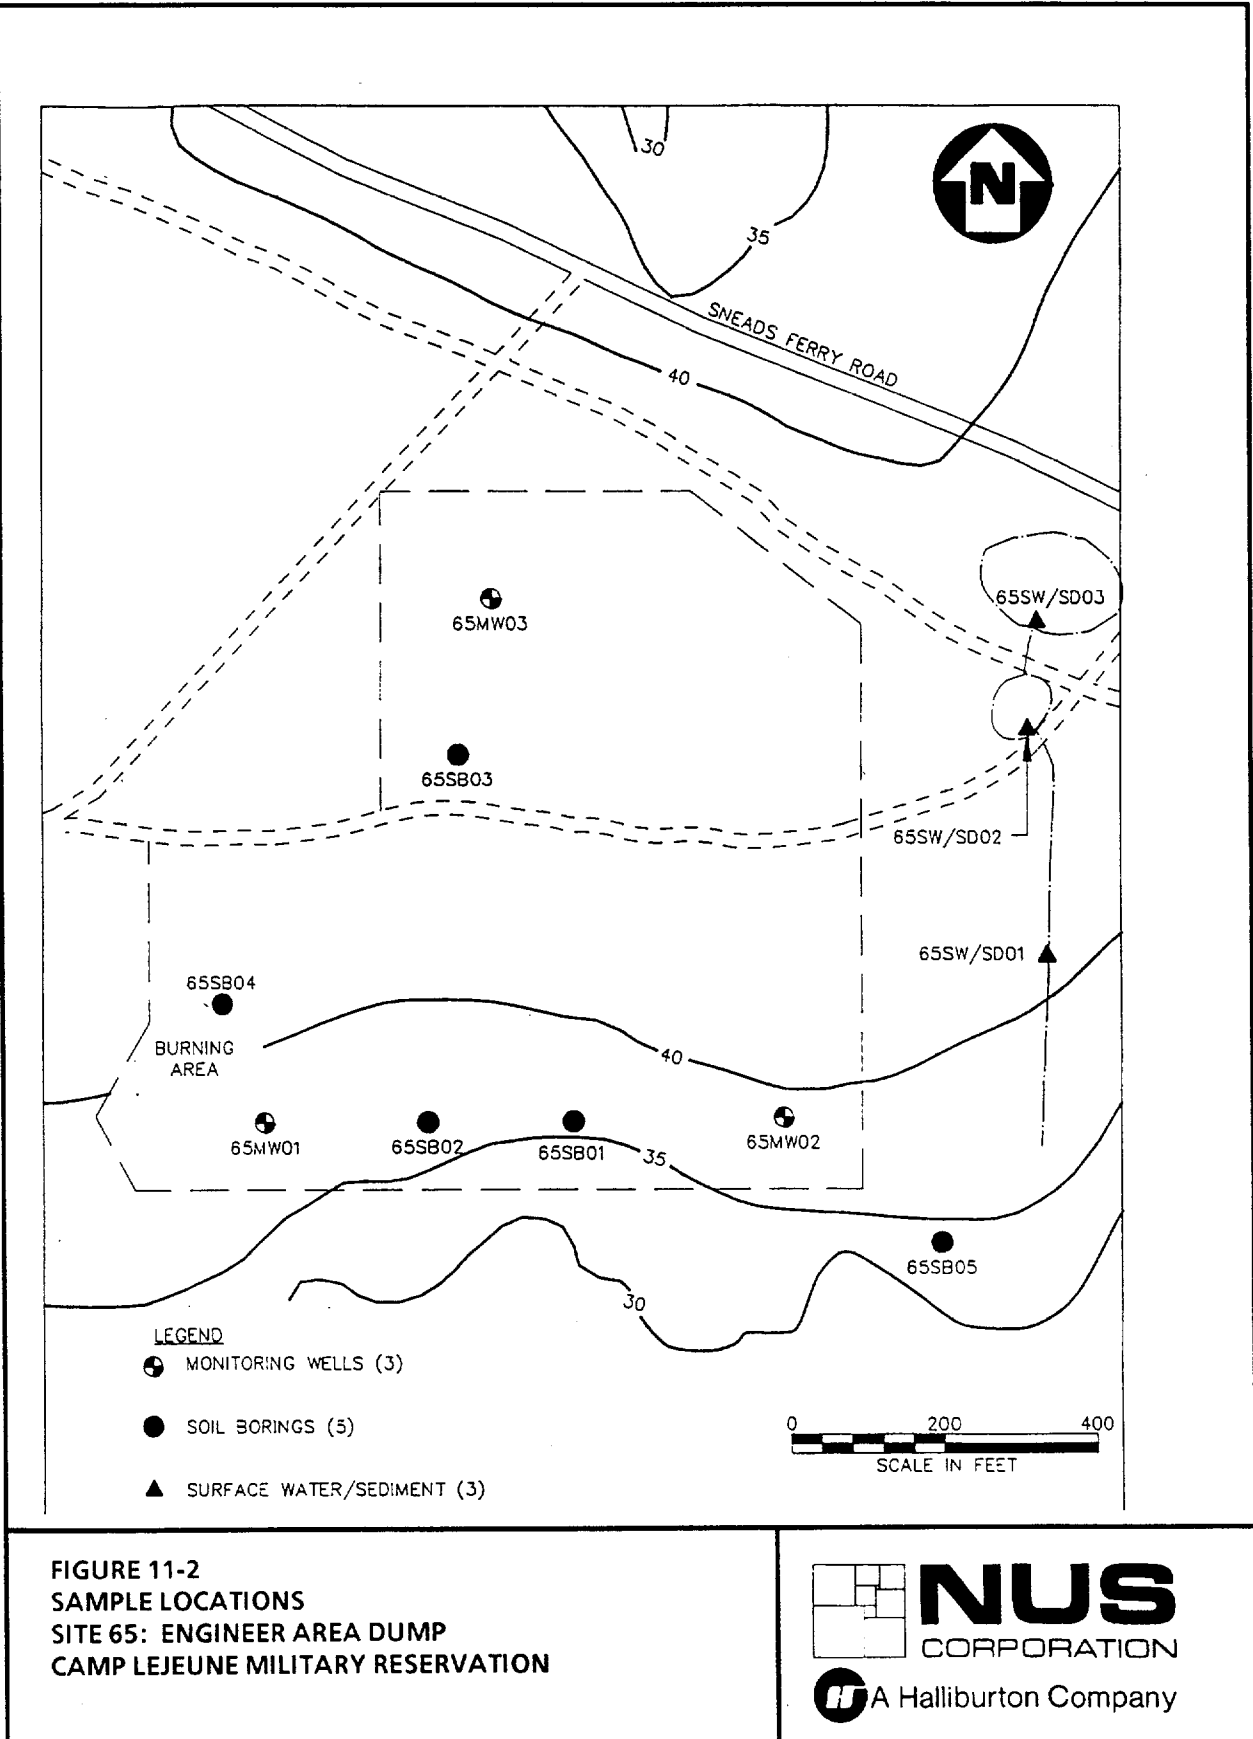 30
N
35
SNEADS FERRY ROAD
40
65SW/SD03
65MW03
65SB03
65SW/SD02
65SW/SD01
65SB04
BURNING
AREA
40
65MW01
65SB02
65SB01
35
65MW02
65SB05
30
LEGEND
MONITORING WELLS (3)
SOIL BORINGS (5)
SURFACE WATER/SEDIMENT (3)
0 200 400
SCALE IN FEET
FIGURE 11-2
SAMPLE LOCATIONS
SITE 65: ENGINEER AREA DUMP
CAMP LEJEUNE MILITARY RESERVATION
NUS
CORPORATION
A Halliburton Company